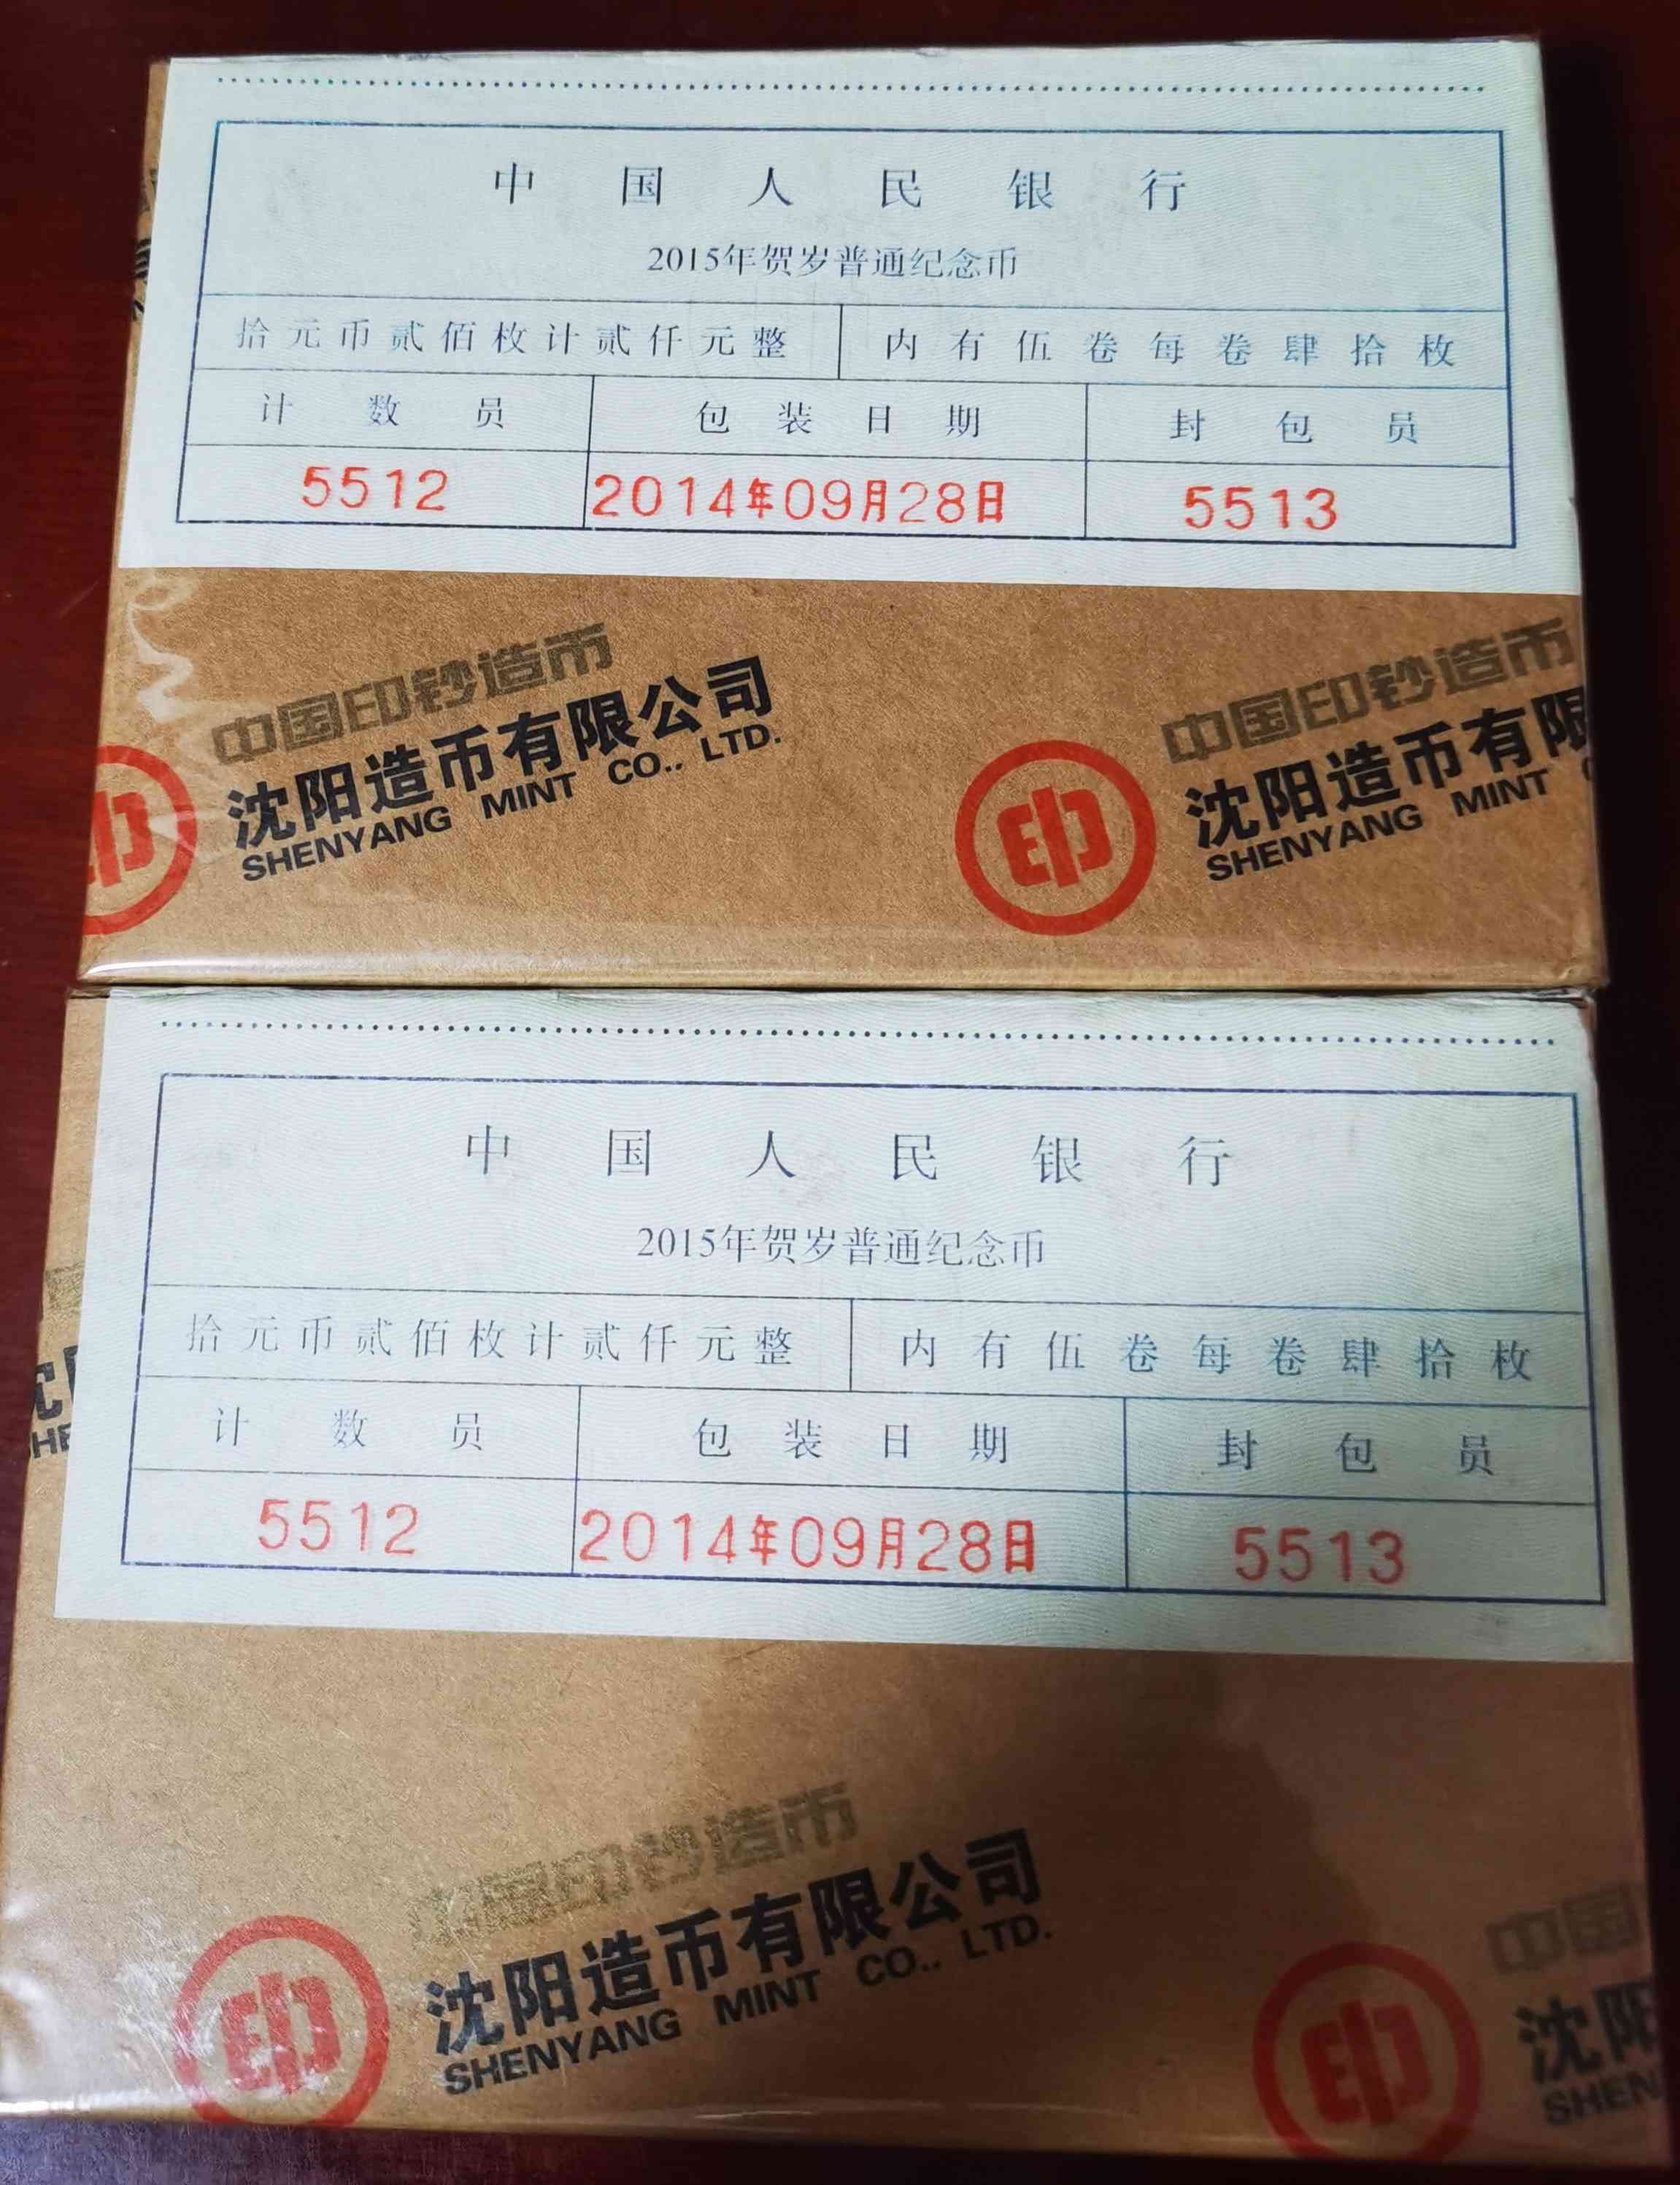 中国人民银行
2015年贺岁普通纪念币
拾元币贰佰枚计贰仟元整 内有伍卷每卷肆拾枚
计数员 包装日期 封包员
5512 2014年09月28日 5513
中国印钞造币
沈阳造币有限公司
SHENYANG MINT CO., LTD.
中国印钞造币
沈阳造币有限
SHENYANG MINT
中国人民银行
2015年贺岁普通纪念币
拾元币贰佰枚计贰仟元整 内有伍卷每卷肆拾枚
计数员 包装日期 封包员
5512 2014年09月28日 5513
中国印钞造币
沈阳造币有限公司
SHENYANG MINT CO., LTD.
中国
沈阳
SHEN